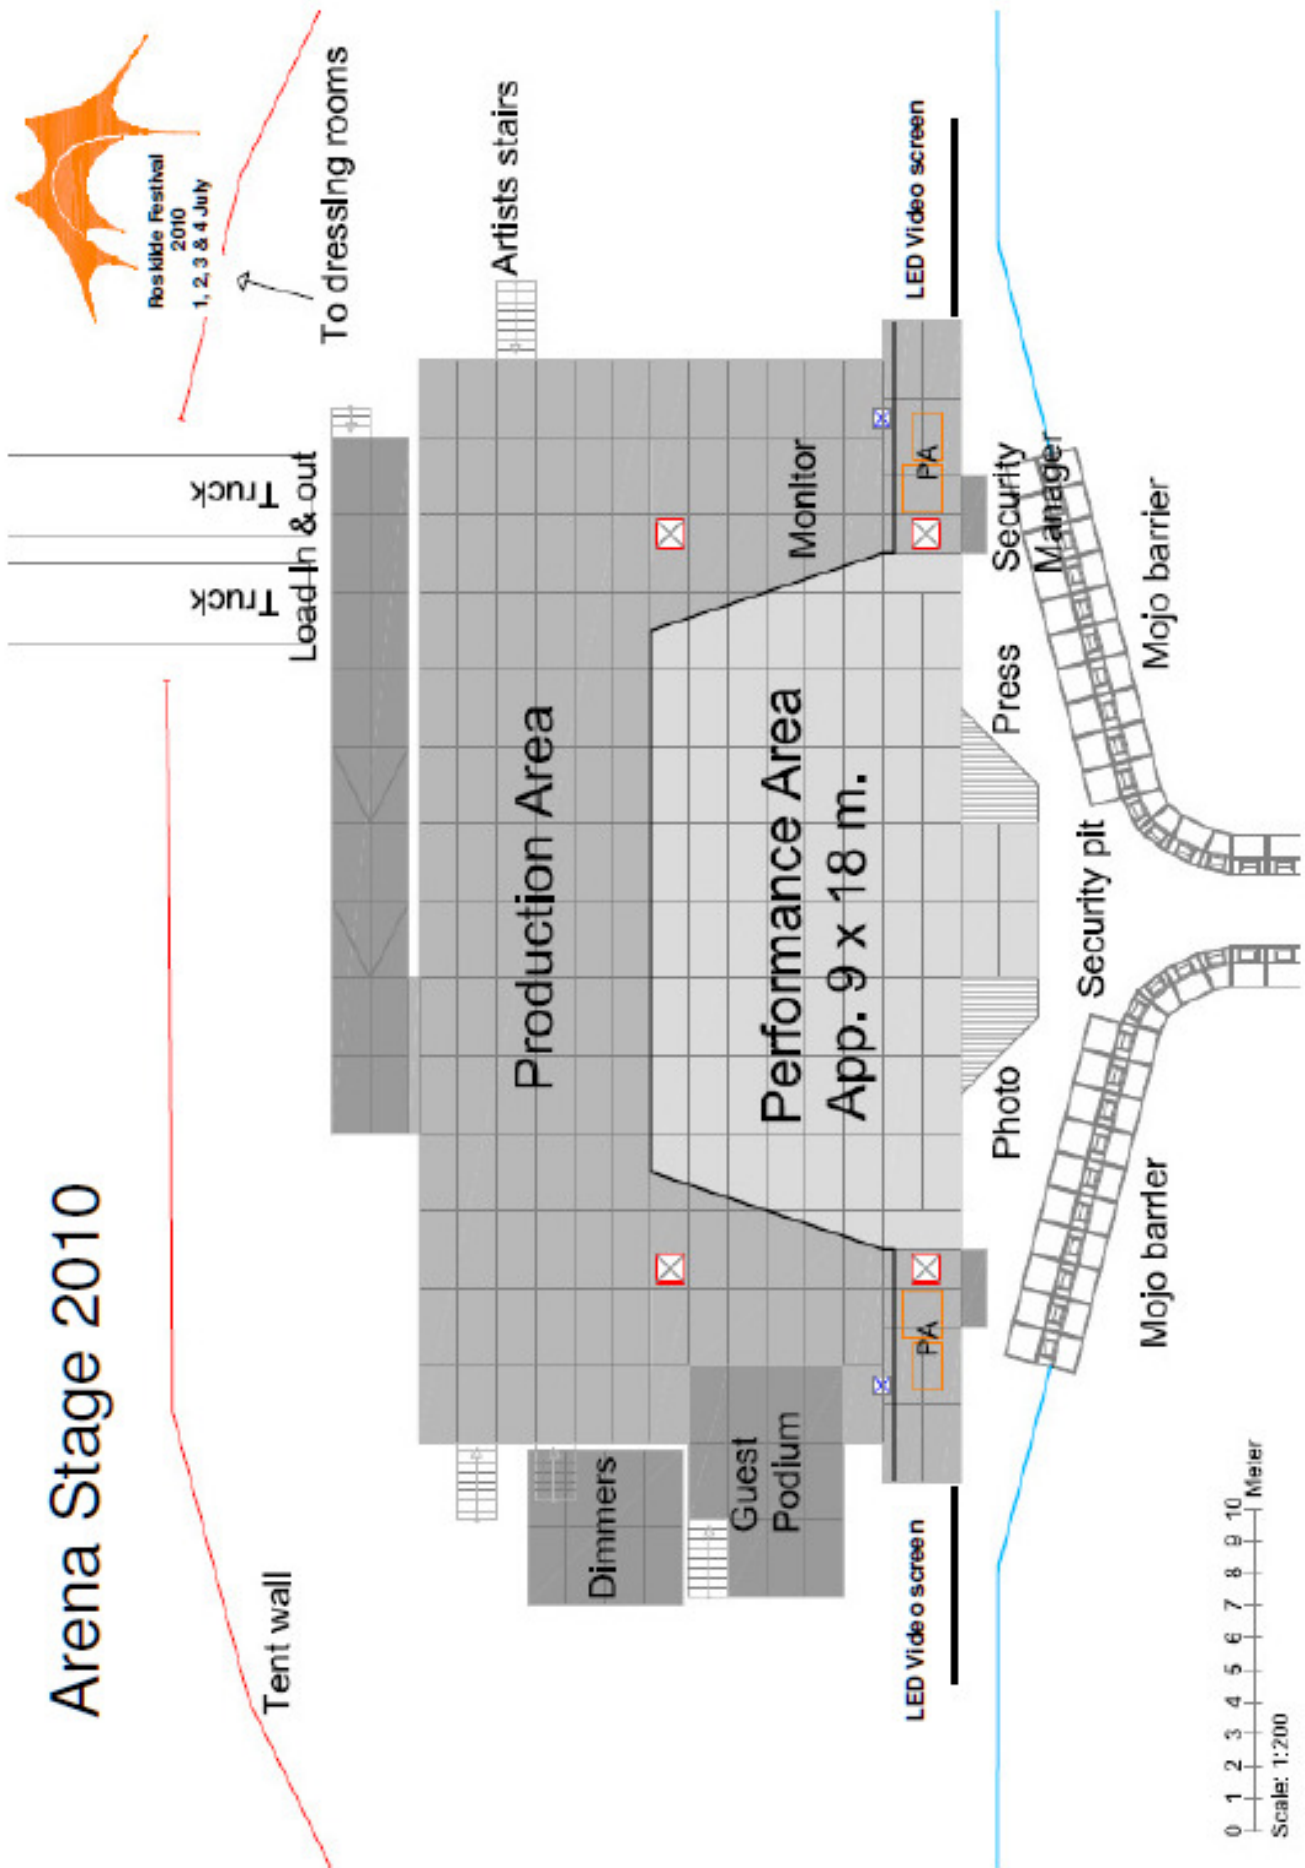 Arena Stage 2010
Roskilde Festival
2010
1, 2, 3 & 4 July
Tent wall
Truck
Truck
Load in & out
To dressing rooms
Artists stairs
Production Area
Dimmers
Guest
Podium
Performance Area
App. 9 x 18 m.
Monitor
LED Video screen
PA
PA
LED Video screen
Photo
Press
Security
Manager
Security pit
Mojo barrier
Mojo barrier
0 1 2 3 4 5 6 7 8 9 10
Meter
Scale: 1:200